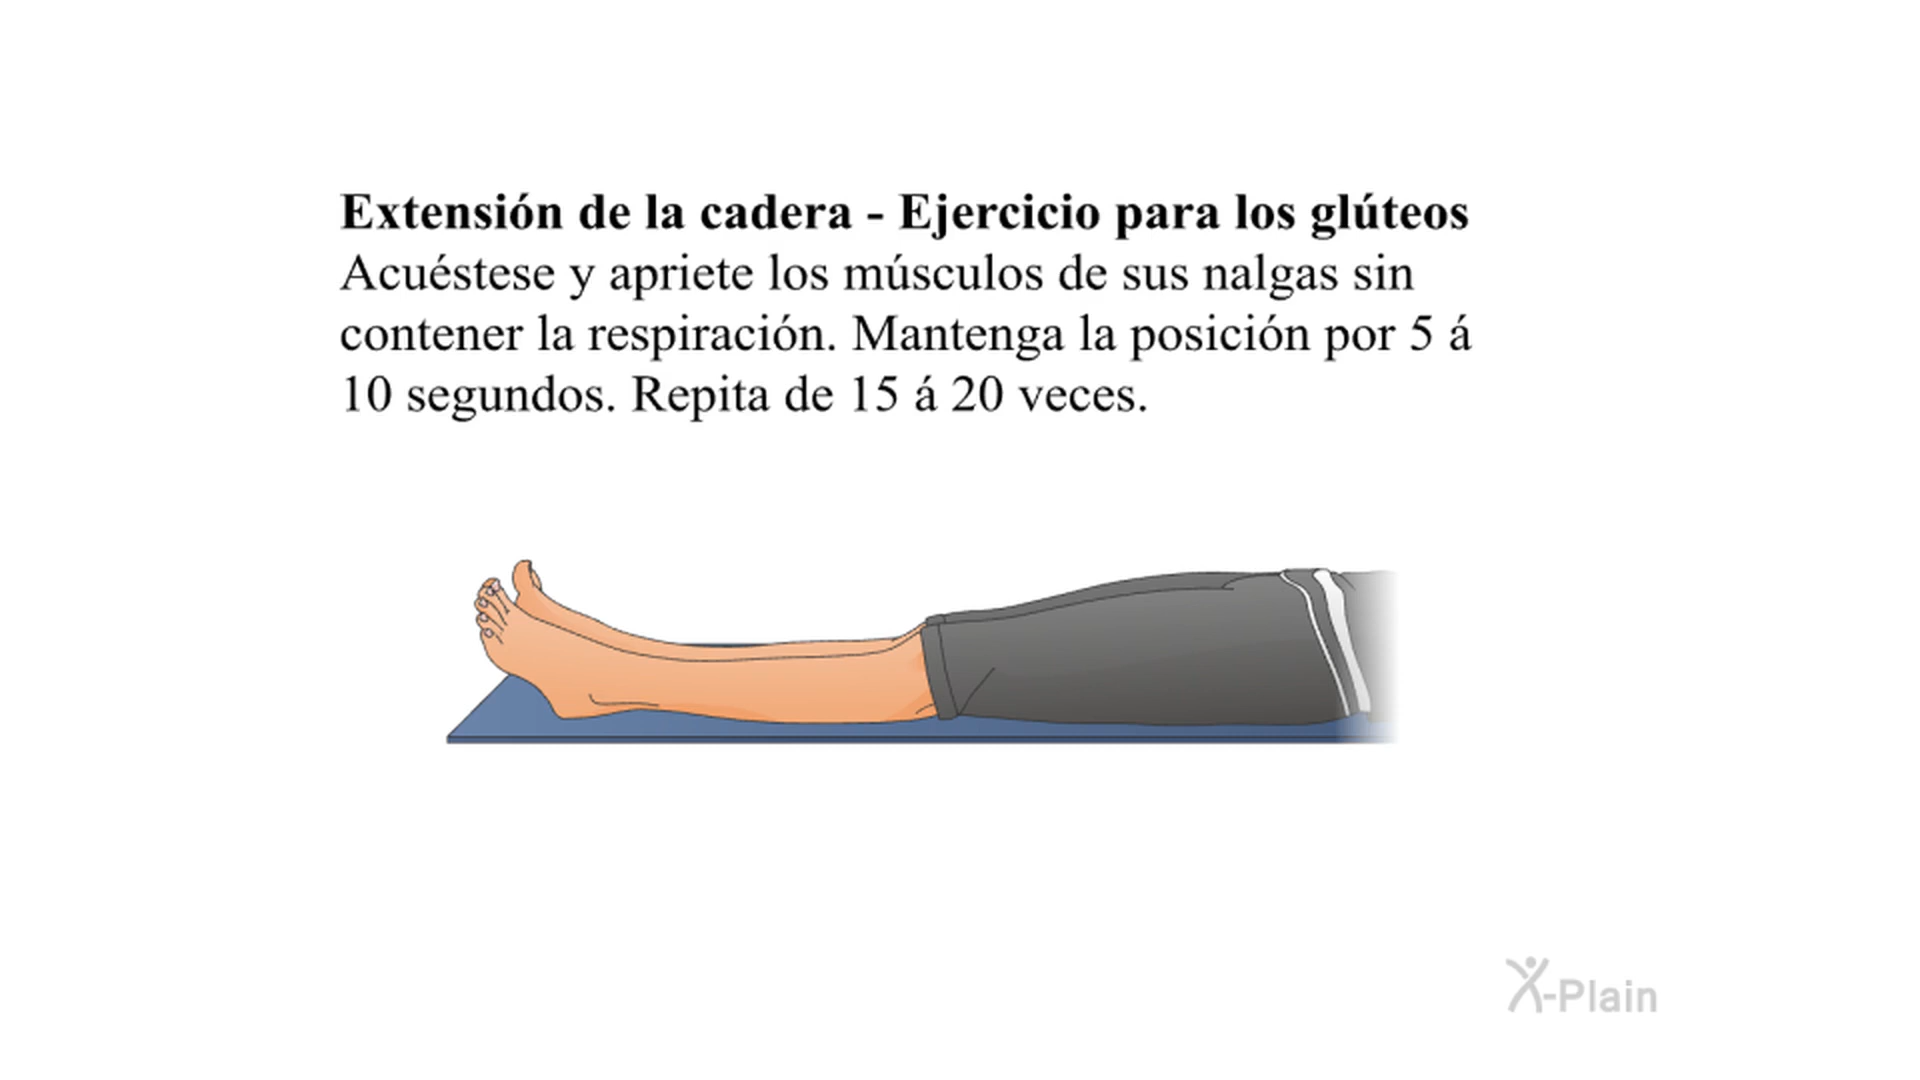 Extensión de la cadera - Ejercicio para los glúteos
Acuéstese y apriete los músculos de sus nalgas sin
contener la respiración. Mantenga la posición por 5 á
10 segundos. Repita de 15 á 20 veces.
X-Plain